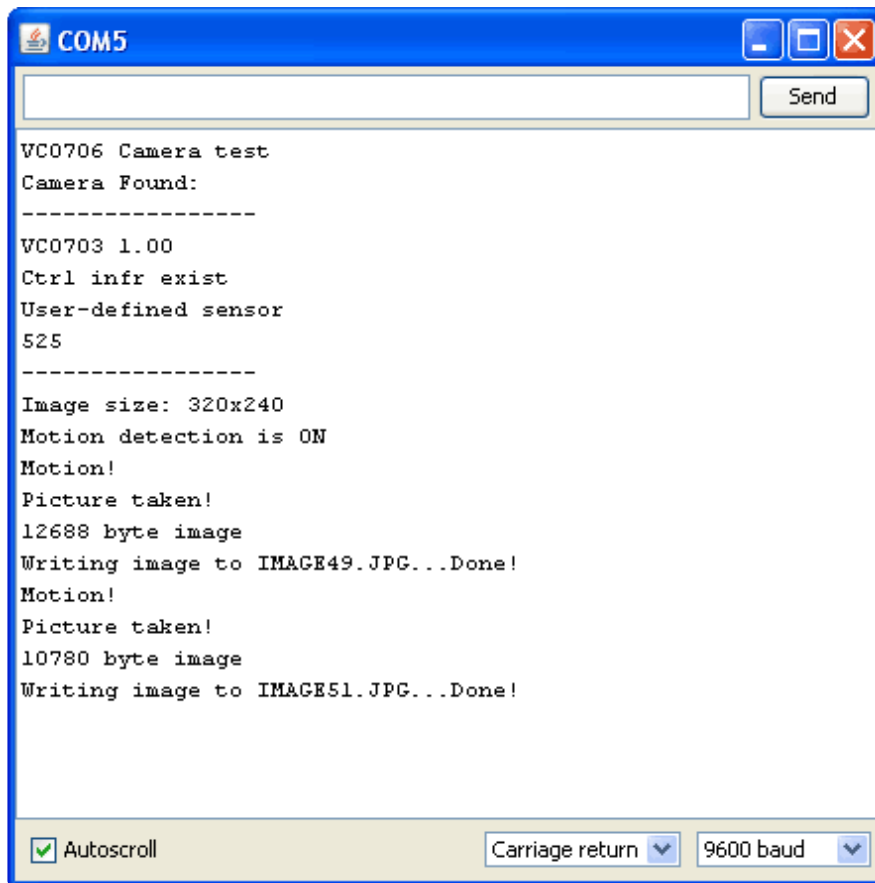 COM5
Send
VC0706 Camera test
Camera Found:
-----------------
VC0703 1.00
Ctrl infr exist
User-defined sensor
525
-----------------
Image size: 320x240
Motion detection is ON
Motion!
Picture taken!
12688 byte image
Writing image to IMAGE49.JPG...Done!
Motion!
Picture taken!
10780 byte image
Writing image to IMAGE51.JPG...Done!
Autoscroll
Carriage return
9600 baud